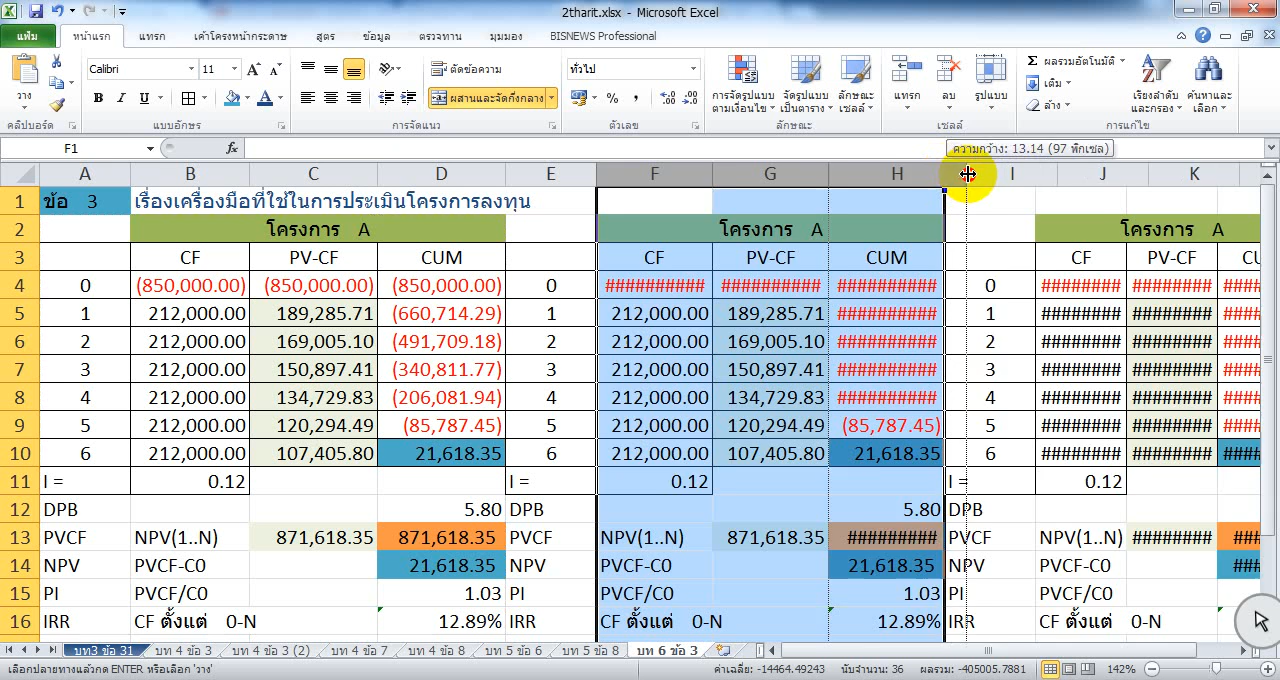 2tharit.xlsx - Microsoft Excel
แฟ้ม หน้าแรก แทรก เค้าโครงหน้ากระดาษ สูตร ข้อมูล ตรวจทาน มุมมอง BISNEWS Professional
วาง Calibri 11 ตัดข้อความ ทั่วไป การจัดรูปแบบตามเงื่อนไข จัดรูปแบบเป็นตาราง ลักษณะเซลล์ แทรก ลบ รูปแบบ ผลรวมอัตโนมัติ เรียงลำดับและกรอง ค้นหาและเลือก
B I U A ผสานและจัดกึ่งกลาง % , เติม
ล้าง
คลิปบอร์ด แบบอักษร การจัดแนว ตัวเลข ลักษณะ เซลล์ การแก้ไข
F1 fx ความกว้าง: 13.14 (97 พิกเซล)
A B C D E F G H I J K
1 ข้อ 3 เรื่องเครื่องมือที่ใช้ในการประเมินโครงการลงทุน
2 โครงการ A โครงการ A โครงการ A
3 CF PV-CF CUM CF PV-CF CUM CF PV-CF CU
4 0 (850,000.00) (850,000.00) (850,000.00) 0 ########## ########## ########## 0 ######## ######## ####
5 1 212,000.00 189,285.71 (660,714.29) 1 212,000.00 189,285.71 ########## 1 ######## ######## ####
6 2 212,000.00 169,005.10 (491,709.18) 2 212,000.00 169,005.10 ########## 2 ######## ######## ####
7 3 212,000.00 150,897.41 (340,811.77) 3 212,000.00 150,897.41 ########## 3 ######## ######## ####
8 4 212,000.00 134,729.83 (206,081.94) 4 212,000.00 134,729.83 ########## 4 ######## ######## ####
9 5 212,000.00 120,294.49 (85,787.45) 5 212,000.00 120,294.49 (85,787.45) 5 ######## ######## ####
10 6 212,000.00 107,405.80 21,618.35 6 212,000.00 107,405.80 21,618.35 6 ######## ######## ####
11 I = 0.12 I = 0.12 I = 0.12
12 DPB 5.80 DPB 5.80 DPB
13 PVCF NPV(1..N) 871,618.35 871,618.35 PVCF NPV(1..N) 871,618.35 ######### PVCF NPV(1..N) ######## ###
14 NPV PVCF-C0 21,618.35 NPV PVCF-C0 21,618.35 NPV PVCF-C0 ###
15 PI PVCF/C0 1.03 PI PVCF/C0 1.03 PI PVCF/C0
16 IRR CF ตั้งแต่ 0-N 12.89% IRR CF ตั้งแต่ 0-N 12.89% IRR CF ตั้งแต่ 0-N
บท3 ข้อ 31 บท 4 ข้อ 3 บท 4 ข้อ 3 (2) บท 4 ข้อ 7 บท 4 ข้อ 8 บท 5 ข้อ 6 บท 5 ข้อ 8 บท 6 ข้อ 3
เลือกปลายทางแล้วกด ENTER หรือเลือก 'วาง' ค่าเฉลี่ย: -14464.49243 นับจำนวน: 36 ผลรวม: -405005.7881 142%